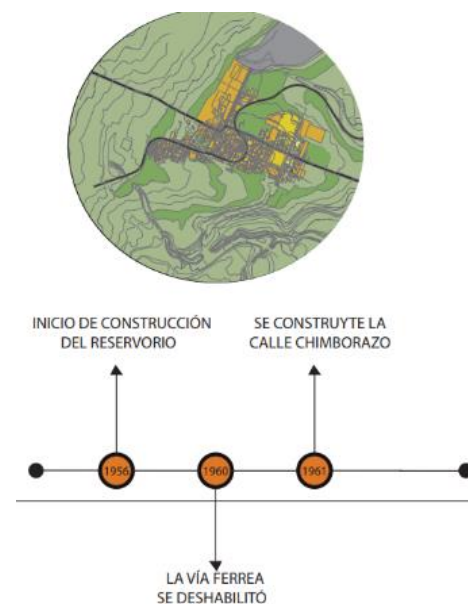 INICIO DE CONSTRUCCIÓN
DEL RESERVORIO
SE CONSTRUYTE LA
CALLE CHIMBORAZO
1956
1960
1961
LA VÍA FERREA
SE DESHABILITÓ